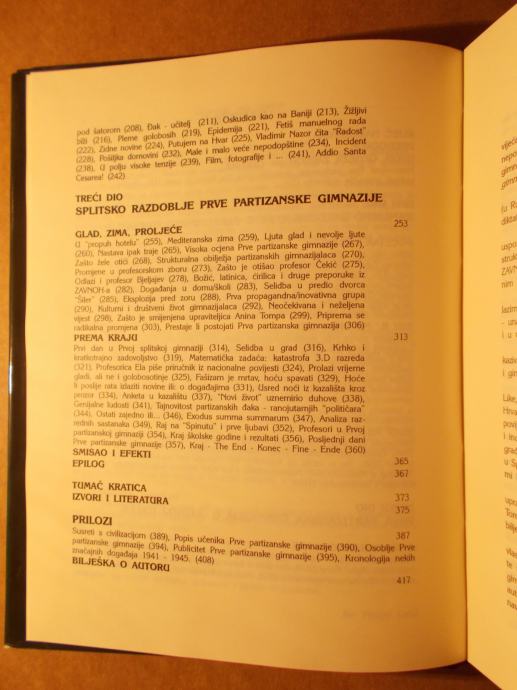 pod šatorom (208), Đak - učitelj (211), Oskudica kao na Baniji (213), Žižljivi
bili (216), Pleme golobosih (219), Epidemija (221), Fetiš manuelnog rada
(222), Zidne novine (224), Putujem na Hvar (225), Vladimir Nazor čita "Radost"
(228), Pošiljka domovini (232), Male i malo veće nepodopštine (234), Incident
(238), U polju visoke tenzije (239), Film, fotografije i ... (241), Addio Santa
Cesarea! (242)
TREĆI DIO
SPLITSKO RAZDOBLJE PRVE PARTIZANSKE GIMNAZIJE
GLAD, ZIMA, PROLJEĆE 253
U "propuh hotelu" (255), Mediteranska zima (259), Ljuta glad i nevolje ljute
(260), Nastava ipak traje (265), Visoka ocjena Prve partizanske gimnazije (267),
Zašto žele otići (268), Strukturalna obilježja partizanskih gimnazijalaca (270),
Promjene u profesorskom zboru (273), Zašto je otišao profesor Čekić (275),
Odlazi i profesor Bjeljajev (278), Božić, latinica, ćirilica i druge preporuke iz
ZAVNOH-a (282), Događanja u domu/školi (283), Selidba u predio dvorca
"Šiler" (285), Eksplozija pred zoru (288), Prva propagandna/inovativna grupa
(290), Kulturni i društveni život gimnazijalaca (292), Neočekivana i neželjena
vijest (298), Zašto je smijenjena upraviteljica Anina Tompa (299), Priprema se
radikalna promjena (303), Prestaje li postojati Prva partizanska gimnazija (306)
PREMA KRAJU 313
Prvi dan u Prvoj splitskoj gimnaziji (314), Selidba u grad (316), Krhko i
kratkotrajno zadovoljstvo (319), Matematička zadaća: katastrofa 3.D razreda
(321), Profesorica Ela piše priručnik iz nacionalne povijesti (324), Prolazi vrijeme
gladi, ali ne i golobosotinje (325), Fašizam je mrtav, hoću spavati (329), Hoće
li poslije rata izlaziti novine ili: o događajima (331), Usred noći iz kazališta kroz
prozor (334), Anketa u kazalištu (337), "Novi život" uznemirio duhove (338),
Genijalne ludosti (341), Tajnovitost partizanskih đaka - ranojutarnjih "političara"
(344), Ostati zajedno ili... (346), Exodus summa summarum (347), Analiza raz-
rednih sastanaka (349), Raj na "Spinutu" i prve ljubavi (352), Profesori u Prvoj
partizanskoj gimnaziji (354), Kraj školske godine i rezultati (356), Posljednji dani
Prve partizanske gimnazije (357), Kraj - The End - Konec - Fine - Ende (360)
SMISAO I EFEKTI 365
EPILOG 367
TUMAČ KRATICA 373
IZVORI I LITERATURA 375
PRILOZI 387
Susreti s civilizacijom (389), Popis učenika Prve partizanske gimnazije (390), Osoblje Prve
partizanske gimnazije (394), Publicitet Prve partizanske gimnazije (395), Kronologija nekih
značajnih događaja 1941 - 1945. (408)
BILJEŠKA O AUTORU 417